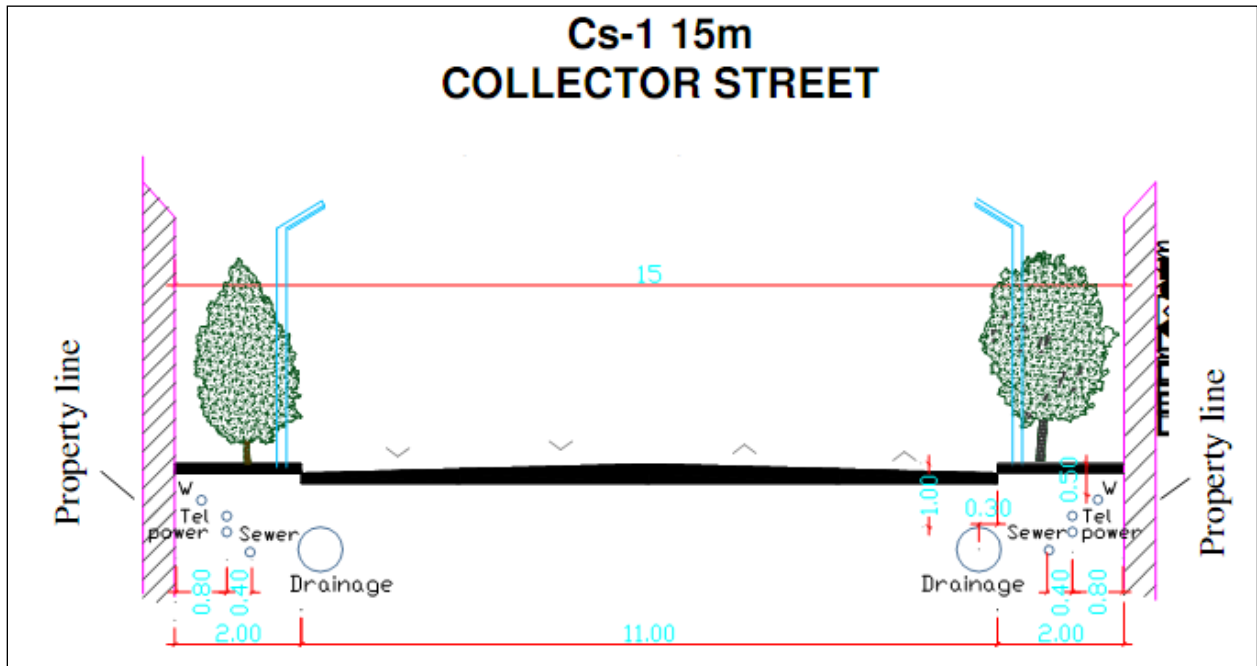 Cs-1 15m
COLLECTOR STREET
15
Property line
Property line
W
Tel
power
Sewer
Drainage
0.80
0.40
2.00
11.00
1.00
0.30
0.50
W
Tel
power
Sewer
Drainage
0.40
0.80
2.00